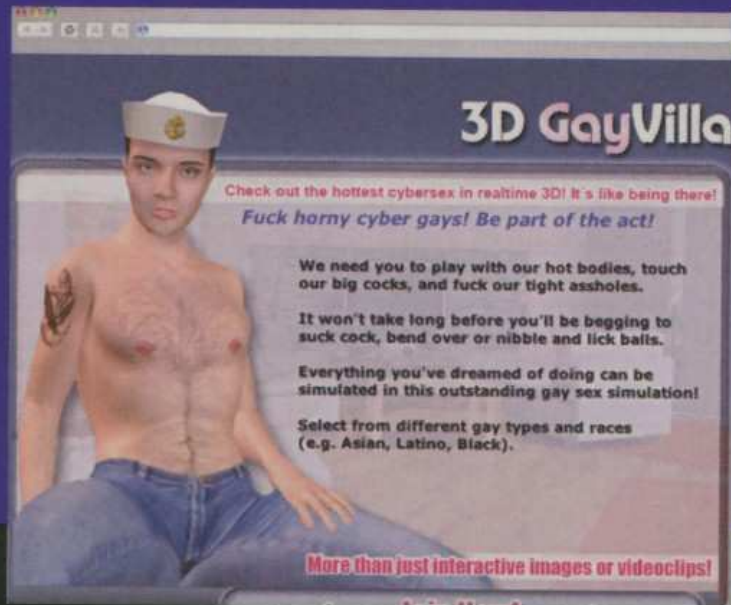 3D GayVilla
Check out the hottest cybersex in realtime 3D! It's like being there!
Fuck horny cyber gays! Be part of the act!
We need you to play with our hot bodies, touch
our big cocks, and fuck our tight assholes.
It won't take long before you'll be begging to
suck cock, bend over or nibble and lick balls.
Everything you've dreamed of doing can be
simulated in this outstanding gay sex simulation!
Select from different gay types and races
(e.g. Asian, Latino, Black).
More than just interactive images or videoclips!